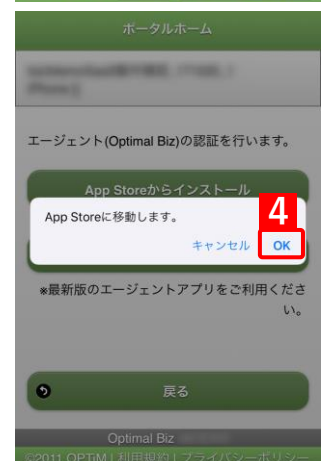 ポータルホーム
エージェント(Optimal Biz)の認証を行います。
App Storeからインストール
App Storeに移動します。
4
キャンセル OK
※最新版のエージェントアプリをご利用くださ
い。
戻る
Optimal Biz
©2011 OPTiM | 利用規約 | プライバシーポリシー